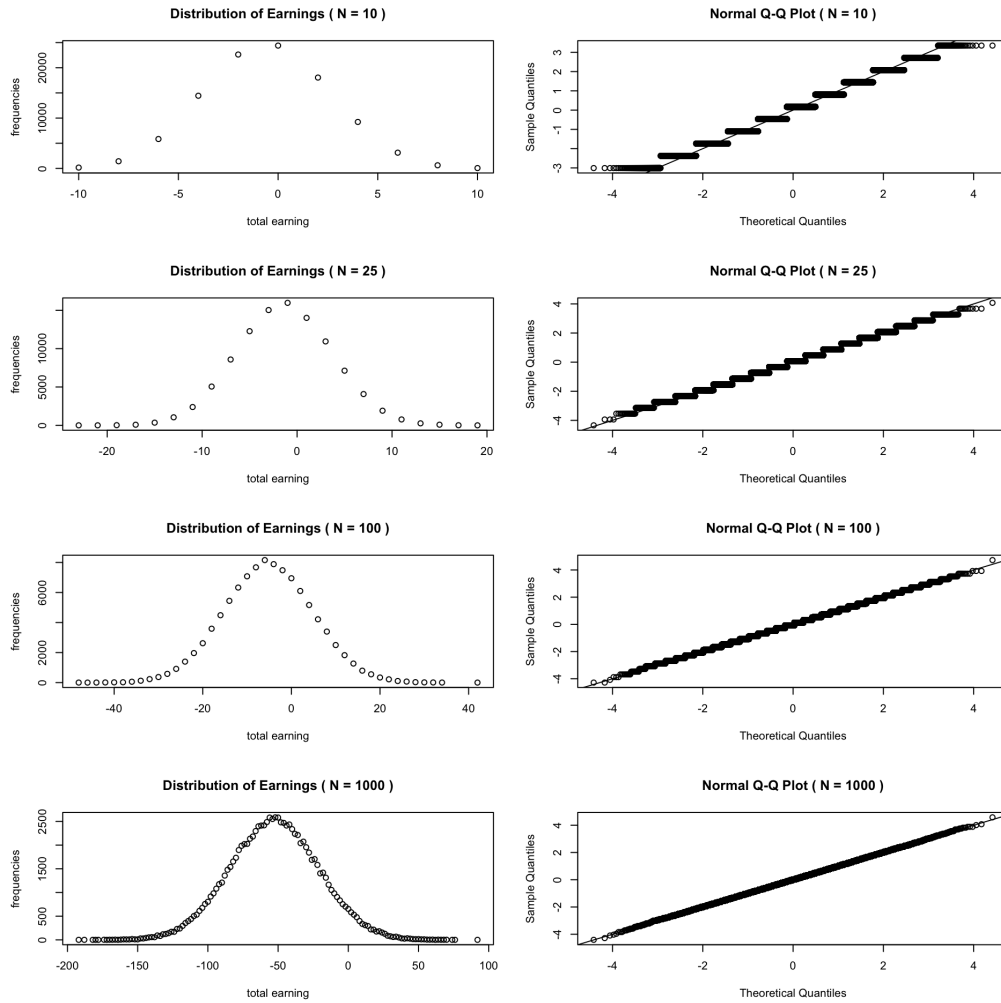 Distribution of Earnings ( N = 10 )
frequencies
0 10000 20000
-10 -5 0 5 10
total earning
Normal Q-Q Plot ( N = 10 )
Sample Quantiles
-3 -1 0 1 2 3
-4 -2 0 2 4
Theoretical Quantiles
Distribution of Earnings ( N = 25 )
frequencies
0 5000 10000
-20 -10 0 10 20
total earning
Normal Q-Q Plot ( N = 25 )
Sample Quantiles
-4 -2 0 2 4
-4 -2 0 2 4
Theoretical Quantiles
Distribution of Earnings ( N = 100 )
frequencies
0 2000 6000
-40 -20 0 20 40
total earning
Normal Q-Q Plot ( N = 100 )
Sample Quantiles
-4 -2 0 2 4
-4 -2 0 2 4
Theoretical Quantiles
Distribution of Earnings ( N = 1000 )
frequencies
0 500 1500 2500
-200 -150 -100 -50 0 50 100
total earning
Normal Q-Q Plot ( N = 1000 )
Sample Quantiles
-4 -2 0 2 4
-4 -2 0 2 4
Theoretical Quantiles